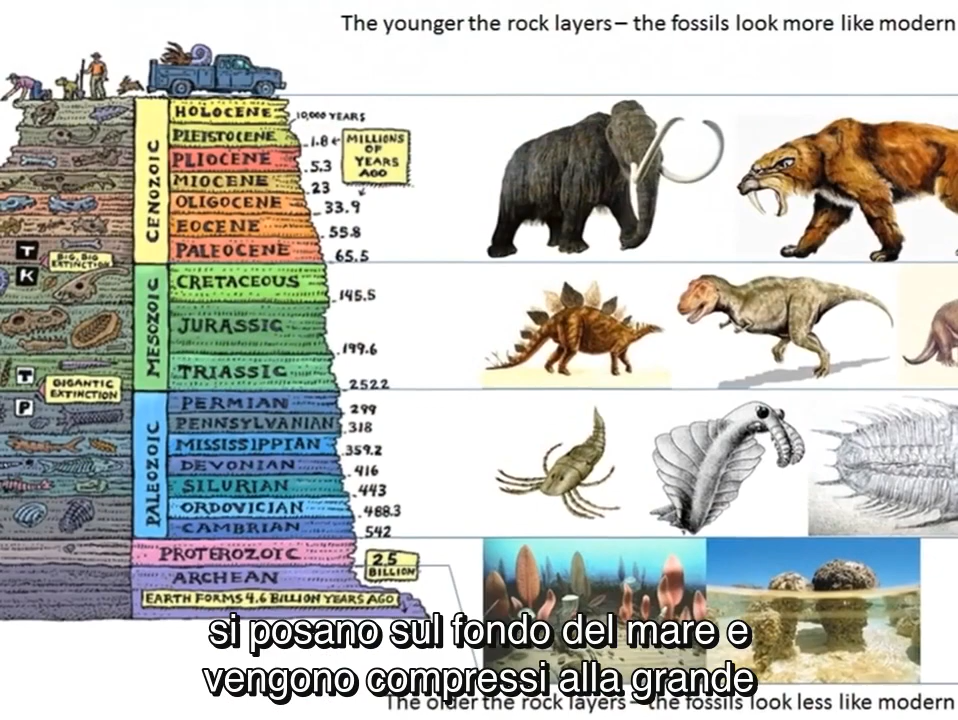 The younger the rock layers – the fossils look more like modern
HOLOCENE
10,000 YEARS
PLEISTOCENE
1.8
MILLIONS
OF
YEARS
AGO
PLIOCENE
5.3
MIOCENE
23
OLIGOCENE
33.9
EOCENE
55.8
PALEOCENE
65.5
CENOZOIC
T
BIG, BIG
EXTINCTION
K
CRETACEOUS
145.5
JURASSIC
199.6
TRIASSIC
252.2
MESOZOIC
T
GIGANTIC
EXTINCTION
P
PERMIAN
299
PENNSYLVANIAN
318
MISSISSIPPIAN
359.2
DEVONIAN
416
SILURIAN
443
ORDOVICIAN
488.3
CAMBRIAN
542
PALEOZOIC
PROTEROZOIC
2.5
BILLION
ARCHEAN
EARTH FORMS 4.6 BILLION YEARS AGO
si posano sul fondo del mare e
vengono compressi alla grande
The older the rock layers – the fossils look less like modern